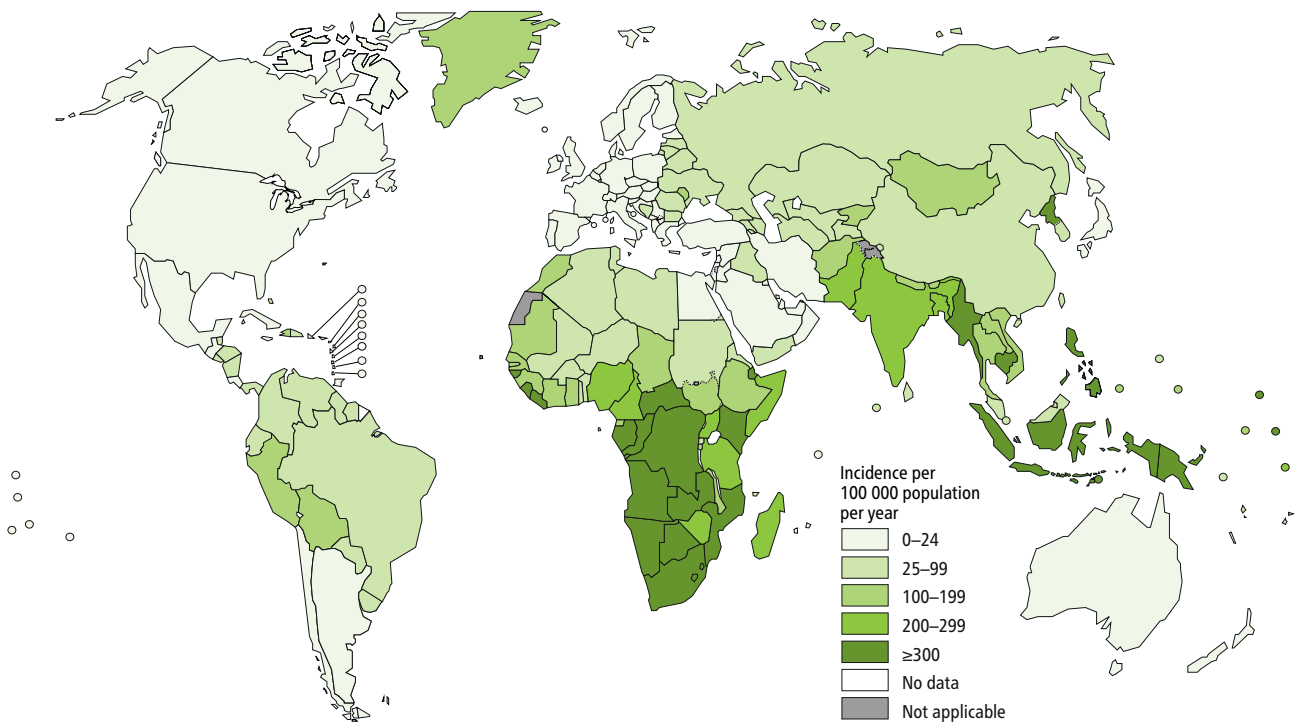 Incidence per
100 000 population
per year
0–24
25–99
100–199
200–299
≥300
No data
Not applicable